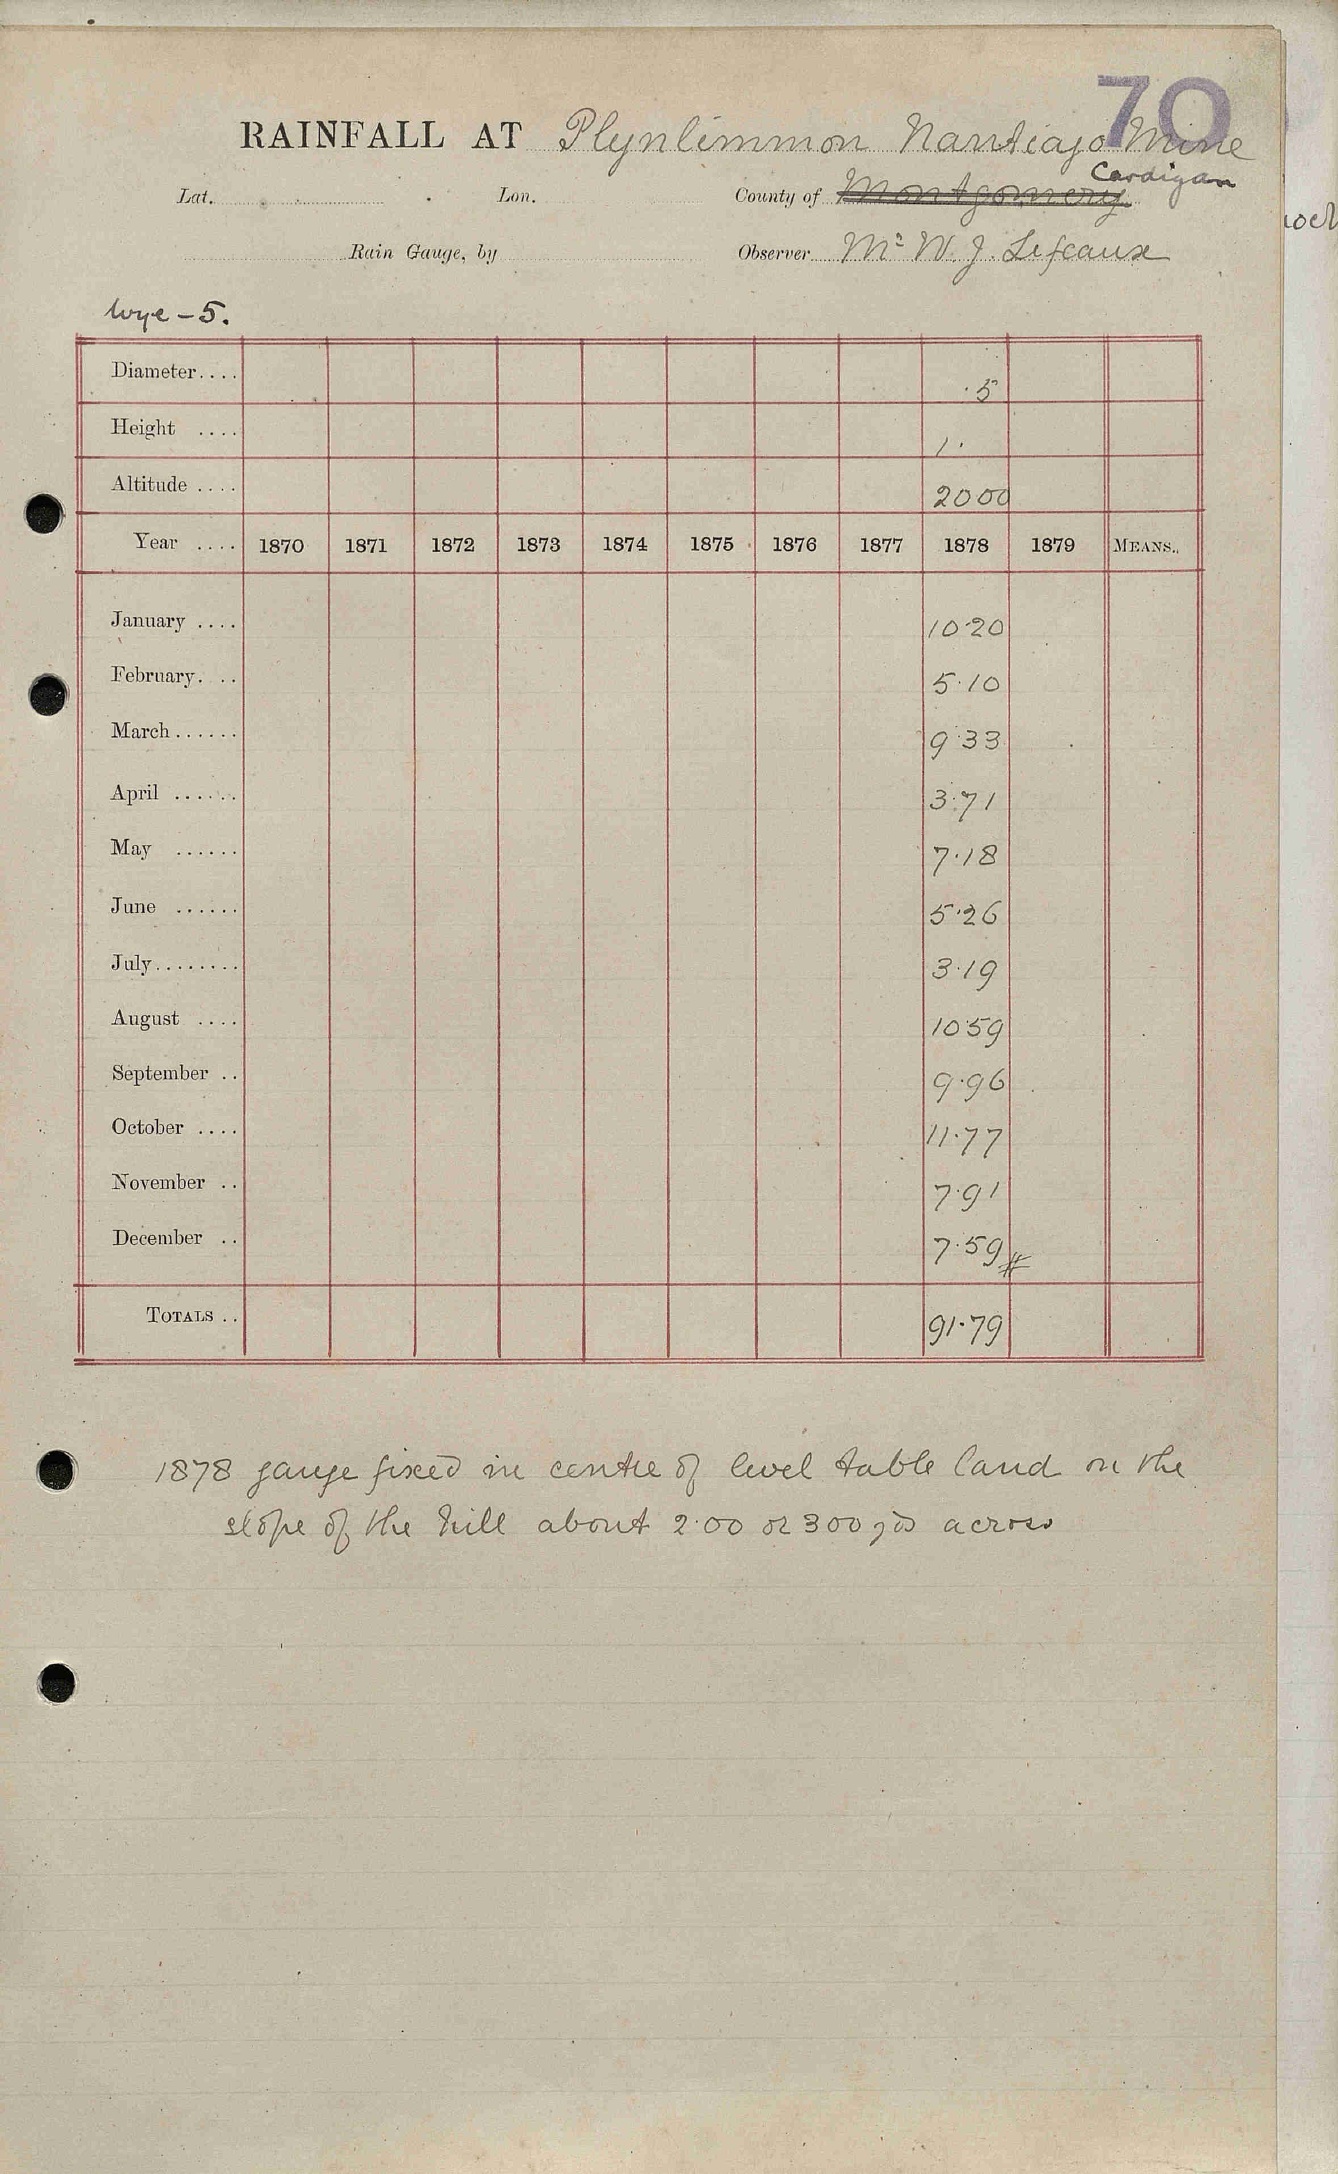 70
RAINFALL AT Plynlimmon Nantiago Mine
Cardigan
Lat. Lon. County of Montgomery
Rain Gauge, by Observer Mr W. J. Lefeaux
Wye - 5.
Diameter.... 5
Height .... 1.
Altitude .... 2000
Year .... 1870 1871 1872 1873 1874 1875 1876 1877 1878 1879 MEANS..
January .... 10.20
February. .. 5.10
March...... 9.33
April ...... 3.71
May ...... 7.18
June ...... 5.26
July........ 3.19
August .... 10.59
September .. 9.96
October .... 11.77
November .. 7.91
December .. 7.59 #
TOTALS .. 91.79
1878 gauge fixed in centre of level table land on the
slope of the hill about 2.00 or 300 yds across